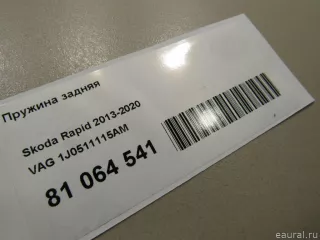 Пружина задняя
Skoda Rapid 2013-2020
VAG 1J0511115AM
81 064 541
eaural.ru